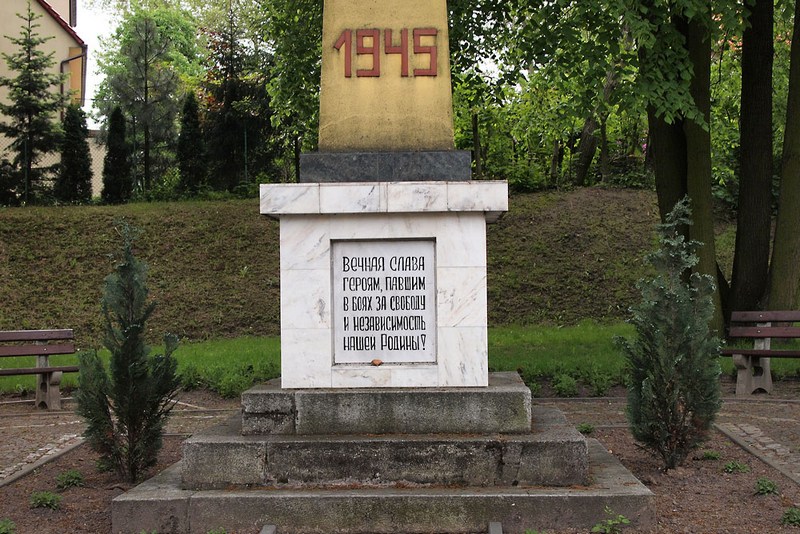 1945
ВЕЧНАЯ СЛАВА
ГЕРОЯМ, ПАВШИМ
В БОЯХ ЗА СВОБОДУ
И НЕЗАВИСИМОСТЬ
НАШЕЙ РОДИНЫ!